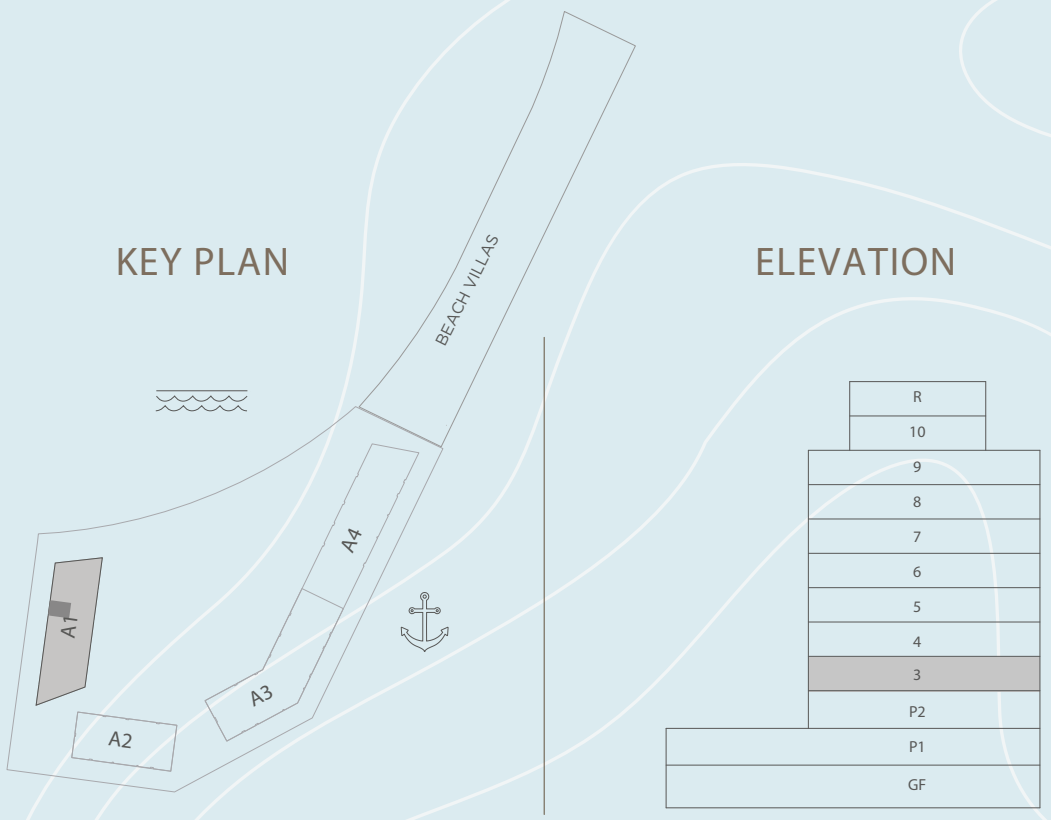 KEY PLAN
ELEVATION
BEACH VILLAS
A4
A1
A3
A2
R
10
9
8
7
6
5
4
3
P2
P1
GF